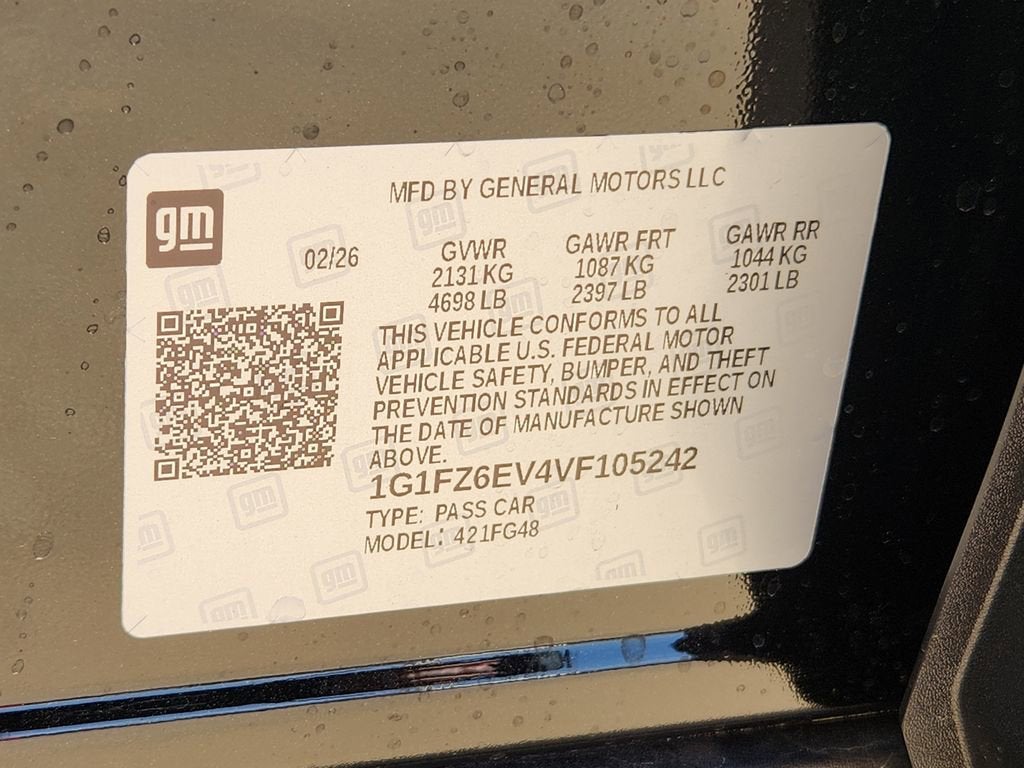 gm
MFD BY GENERAL MOTORS LLC
02/26
GVWR
2131 KG
4698 LB
GAWR FRT
1087 KG
2397 LB
GAWR RR
1044 KG
2301 LB
THIS VEHICLE CONFORMS TO ALL
APPLICABLE U.S. FEDERAL MOTOR
VEHICLE SAFETY, BUMPER, AND THEFT
PREVENTION STANDARDS IN EFFECT ON
THE DATE OF MANUFACTURE SHOWN
ABOVE.
1G1FZ6EV4VF105242
TYPE: PASS CAR
MODEL: 421FG48